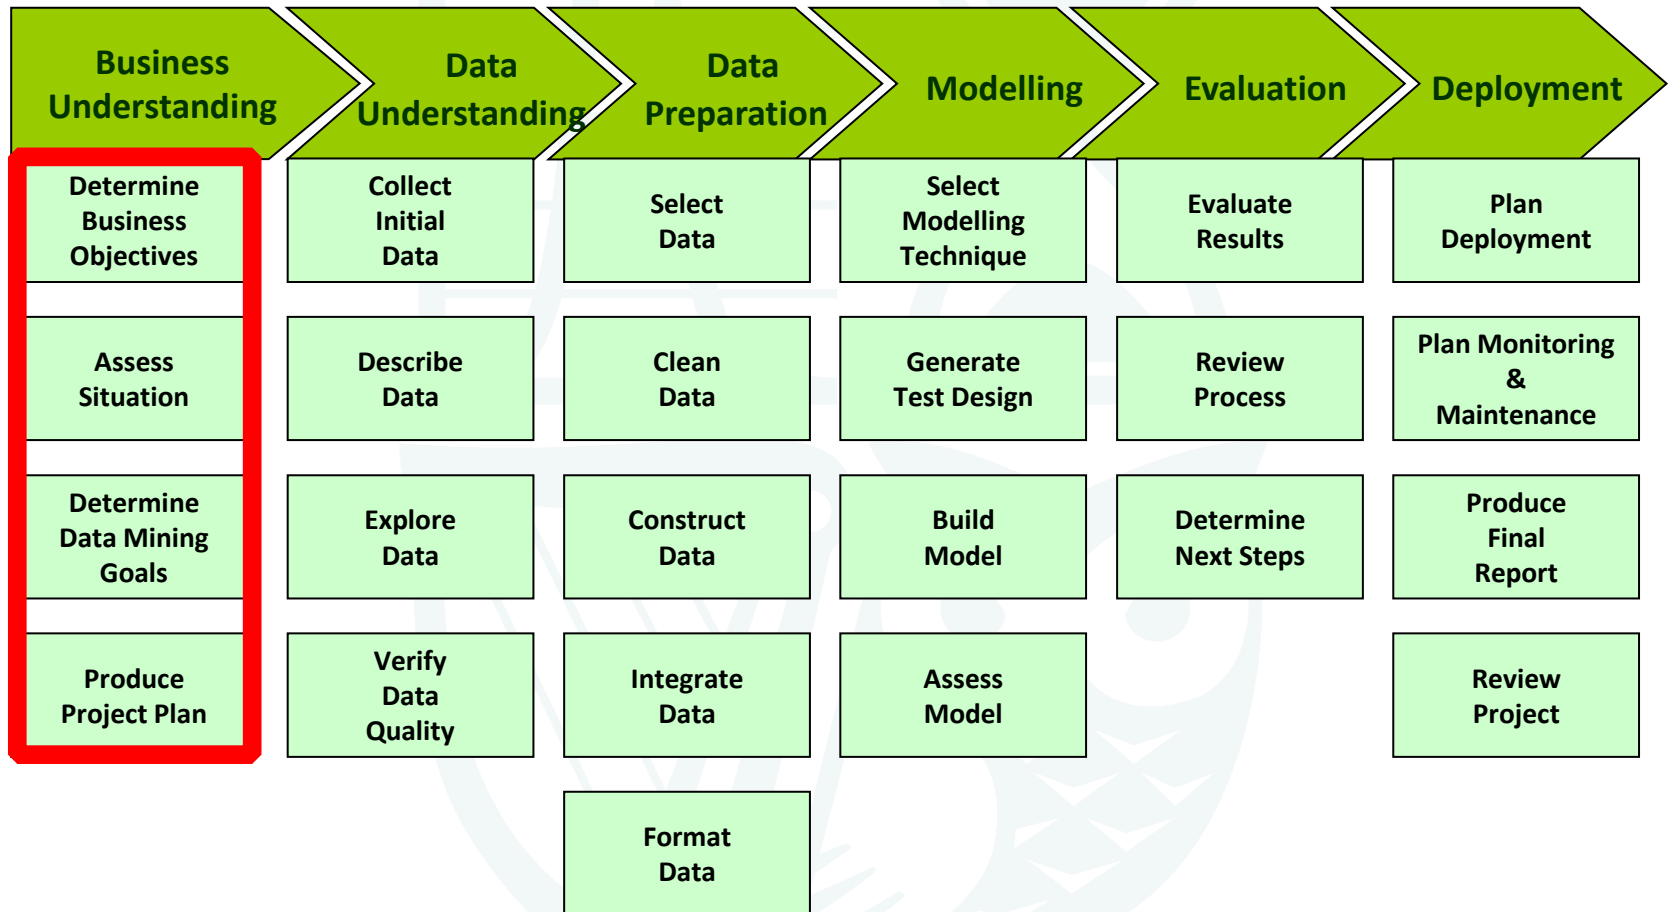 Business
Understanding
Data
Understanding
Data
Preparation
Modelling
Evaluation
Deployment
Determine
Business
Objectives
Collect
Initial
Data
Select
Data
Select
Modelling
Technique
Evaluate
Results
Plan
Deployment
Assess
Situation
Describe
Data
Clean
Data
Generate
Test Design
Review
Process
Plan Monitoring
&
Maintenance
Determine
Data Mining
Goals
Explore
Data
Construct
Data
Build
Model
Determine
Next Steps
Produce
Final
Report
Produce
Project Plan
Verify
Data
Quality
Integrate
Data
Assess
Model
Review
Project
Format
Data